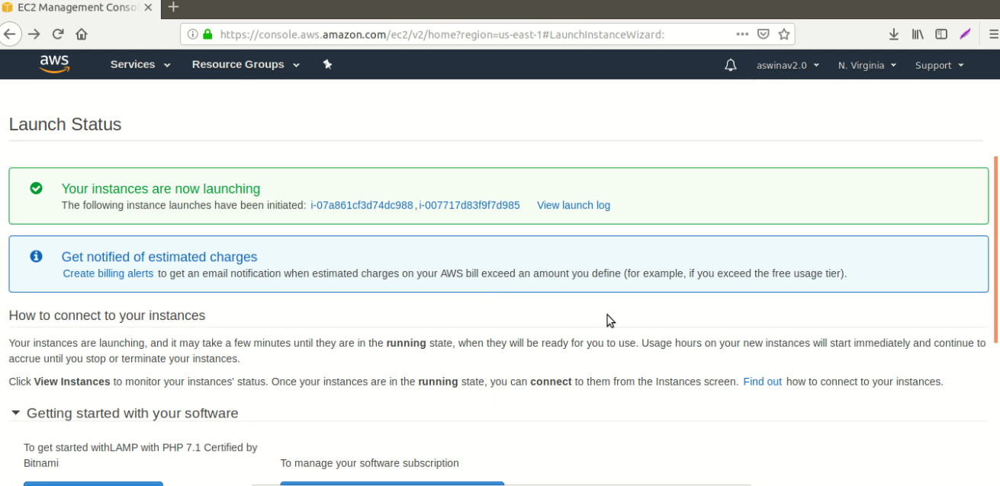 EC2 Management Conso
https://console.aws.amazon.com/ec2/v2/home?region=us-east-1#LaunchInstanceWizard:
aws Services Resource Groups aswinav2.0 N. Virginia Support
Launch Status
Your instances are now launching
The following instance launches have been initiated: i-07a861cf3d74dc988, i-007717d83f9f7d985 View launch log
Get notified of estimated charges
Create billing alerts to get an email notification when estimated charges on your AWS bill exceed an amount you define (for example, if you exceed the free usage tier).
How to connect to your instances
Your instances are launching, and it may take a few minutes until they are in the running state, when they will be ready for you to use. Usage hours on your new instances will start immediately and continue to
accrue until you stop or terminate your instances.
Click View Instances to monitor your instances' status. Once your instances are in the running state, you can connect to them from the Instances screen. Find out how to connect to your instances.
Getting started with your software
To get started withLAMP with PHP 7.1 Certified by
Bitnami
To manage your software subscription